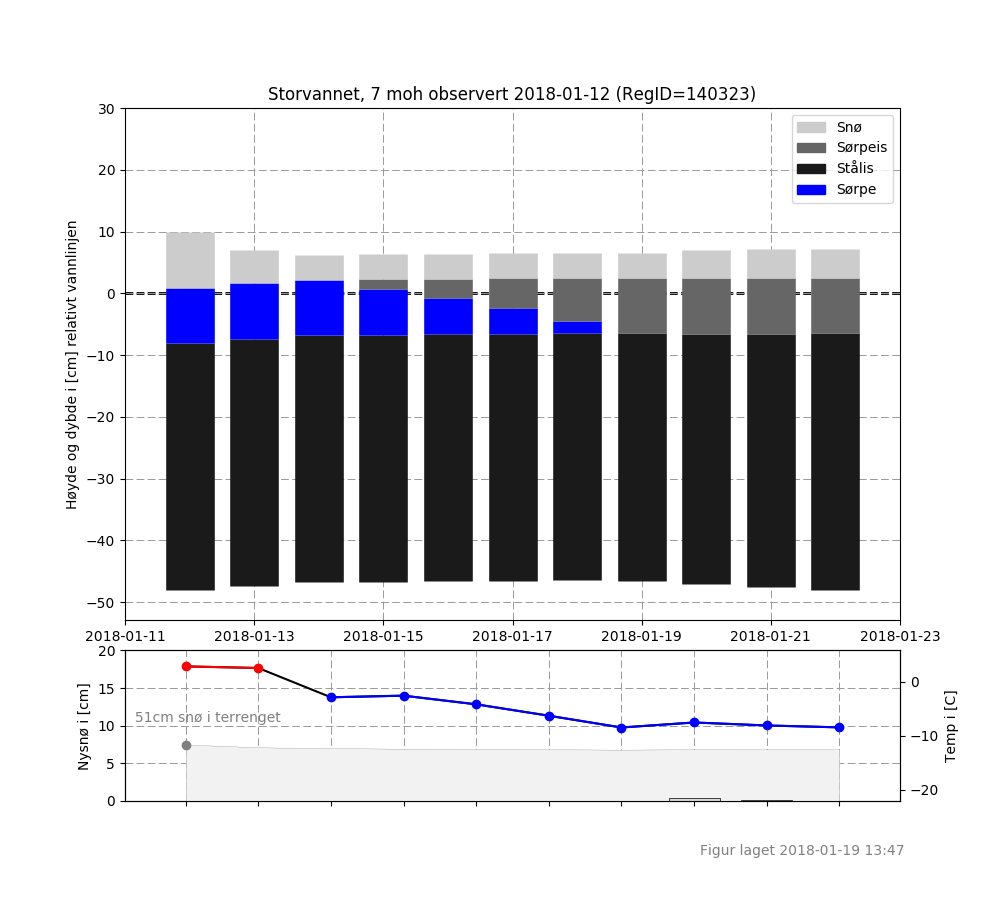 Storvannet, 7 moh observert 2018-01-12 (RegID=140323)
30
20
10
0
−10
−20
−30
−40
−50
Høyde og dybde i [cm] relativt vannlinjen
Snø
Sørpeis
Stålis
Sørpe
2018-01-11 2018-01-13 2018-01-15 2018-01-17 2018-01-19 2018-01-21 2018-01-23
20
15
10
5
0
Nysnø i [cm]
51cm snø i terrenget
0
−10
−20
Temp i [C]
Figur laget 2018-01-19 13:47